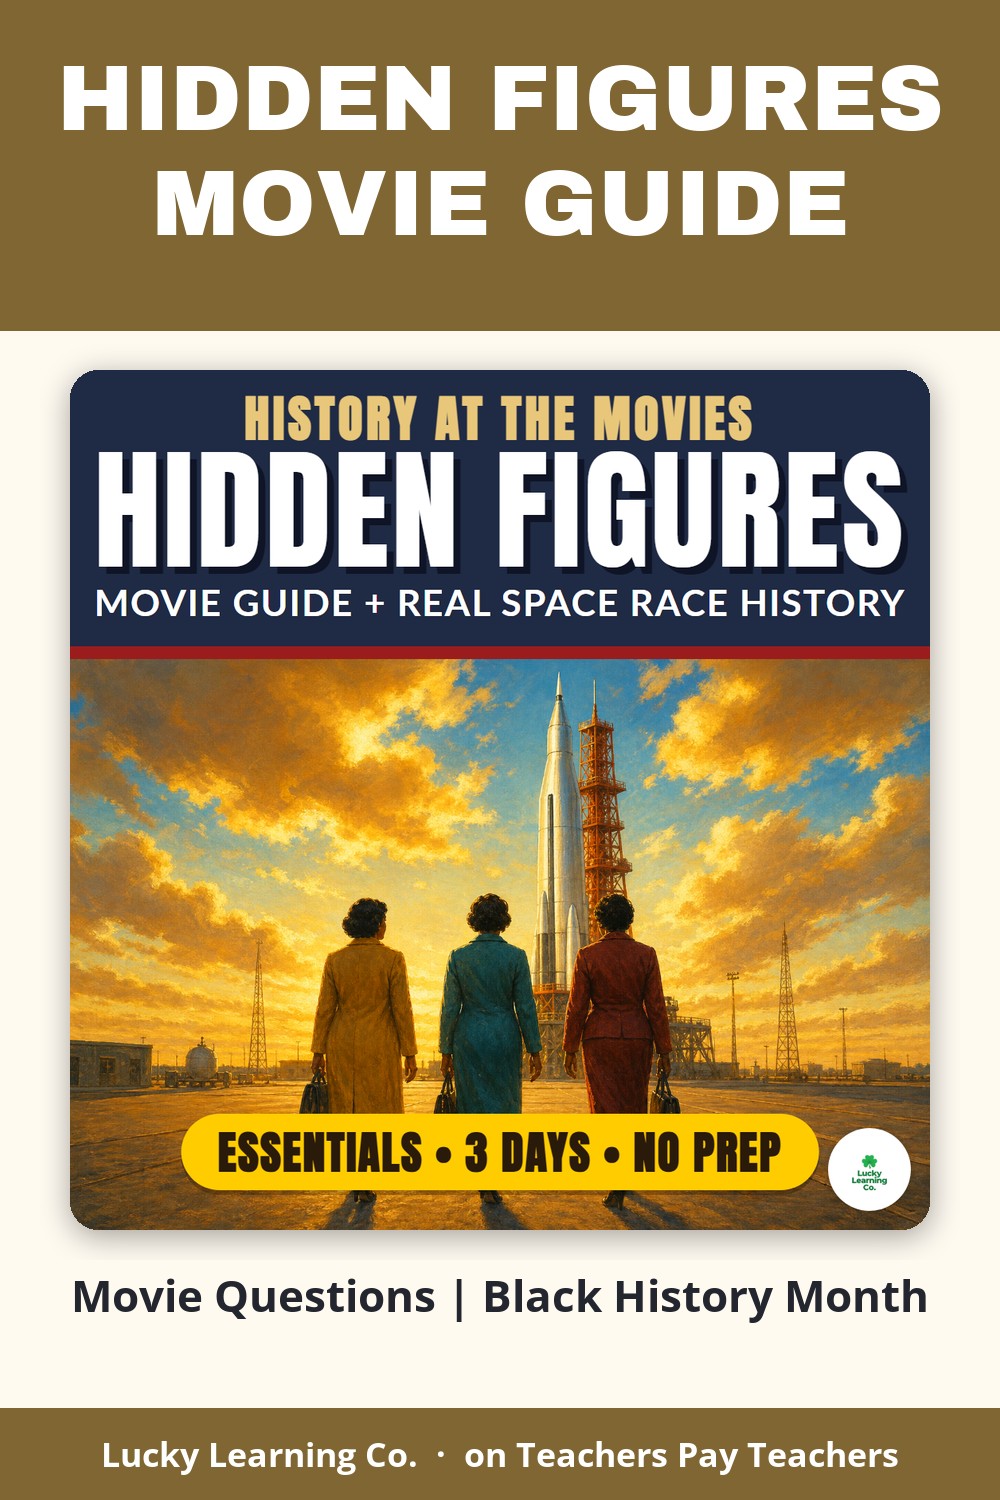 HIDDEN FIGURES
MOVIE GUIDE
HISTORY AT THE MOVIES
HIDDEN FIGURES
MOVIE GUIDE + REAL SPACE RACE HISTORY
ESSENTIALS • 3 DAYS • NO PREP
Lucky
Learning
Co.
Movie Questions | Black History Month
Lucky Learning Co. · on Teachers Pay Teachers